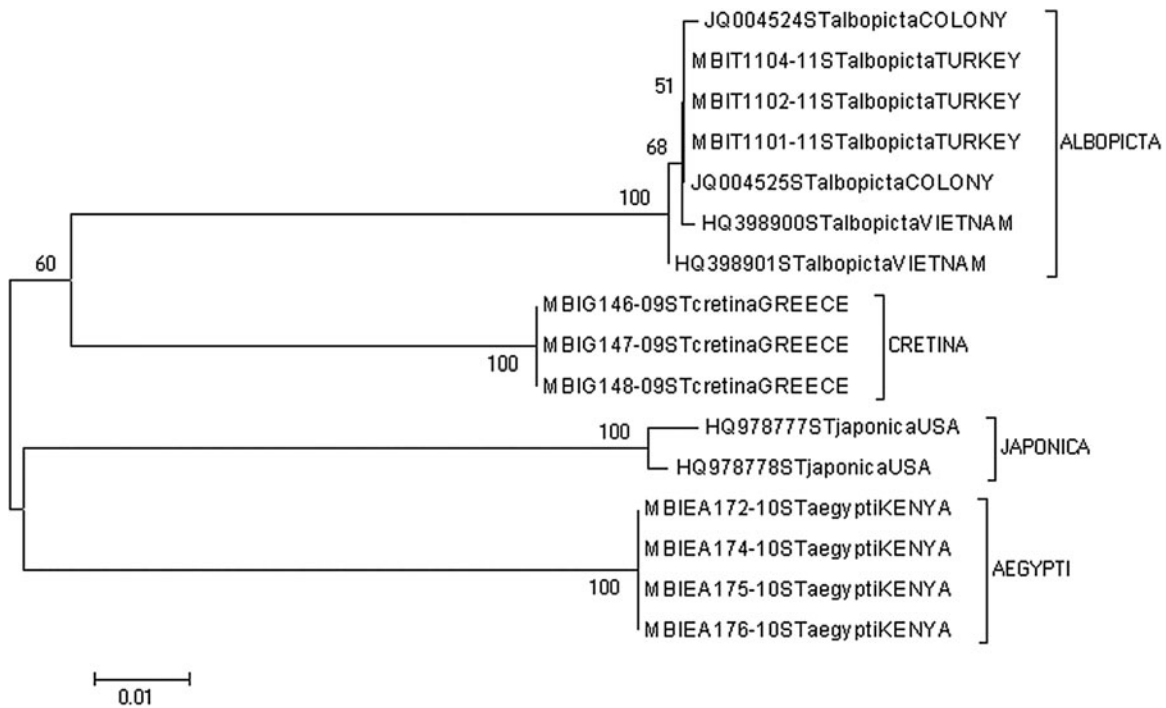 JQ004524STalbopictaCOLONY
MBIT1104-11STalbopictaTURKEY
51
MBIT1102-11STalbopictaTURKEY
MBIT1101-11STalbopictaTURKEY
ALBOPICTA
68
JQ004525STalbopictaCOLONY
100
HQ398900STalbopictaVIETNAM
HQ398901STalbopictaVIETNAM
60
MBIG146-09STcretinaGREECE
MBIG147-09STcretinaGREECE
CRETINA
100
MBIG148-09STcretinaGREECE
HQ978777STjaponicaUSA
100
JAPONICA
HQ978778STjaponicaUSA
MBIEA172-10STaegyptiKENYA
MBIEA174-10STaegyptiKENYA
AEGYPTI
100
MBIEA175-10STaegyptiKENYA
MBIEA176-10STaegyptiKENYA
0.01